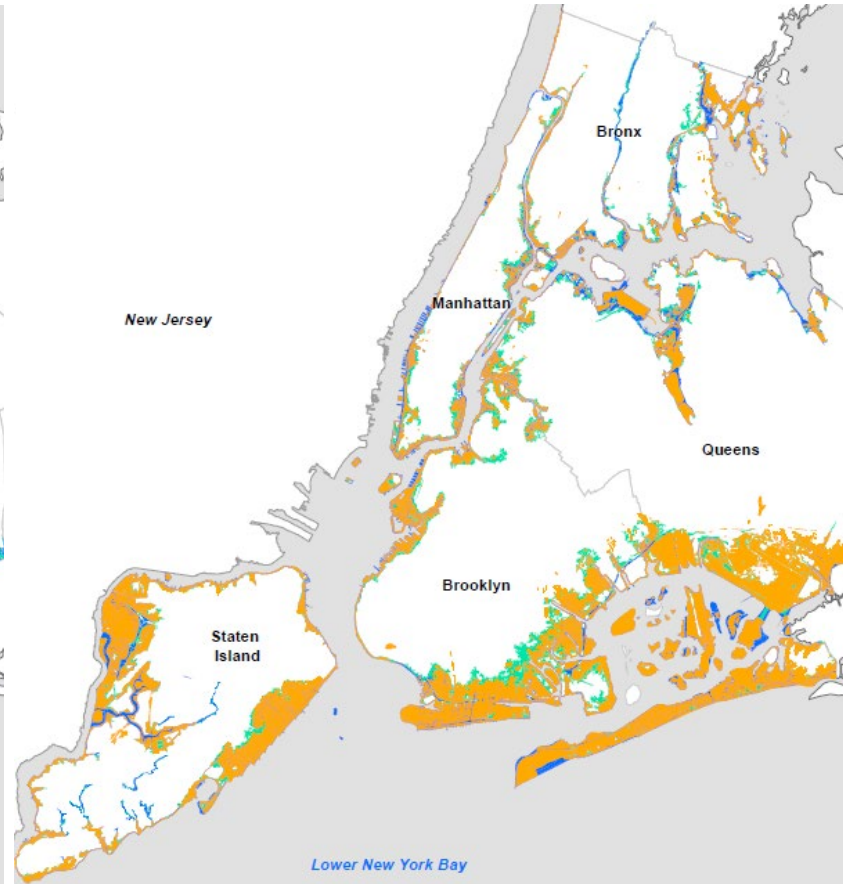 Bronx
Manhattan
New Jersey
Queens
Brooklyn
Staten
Island
Lower New York Bay